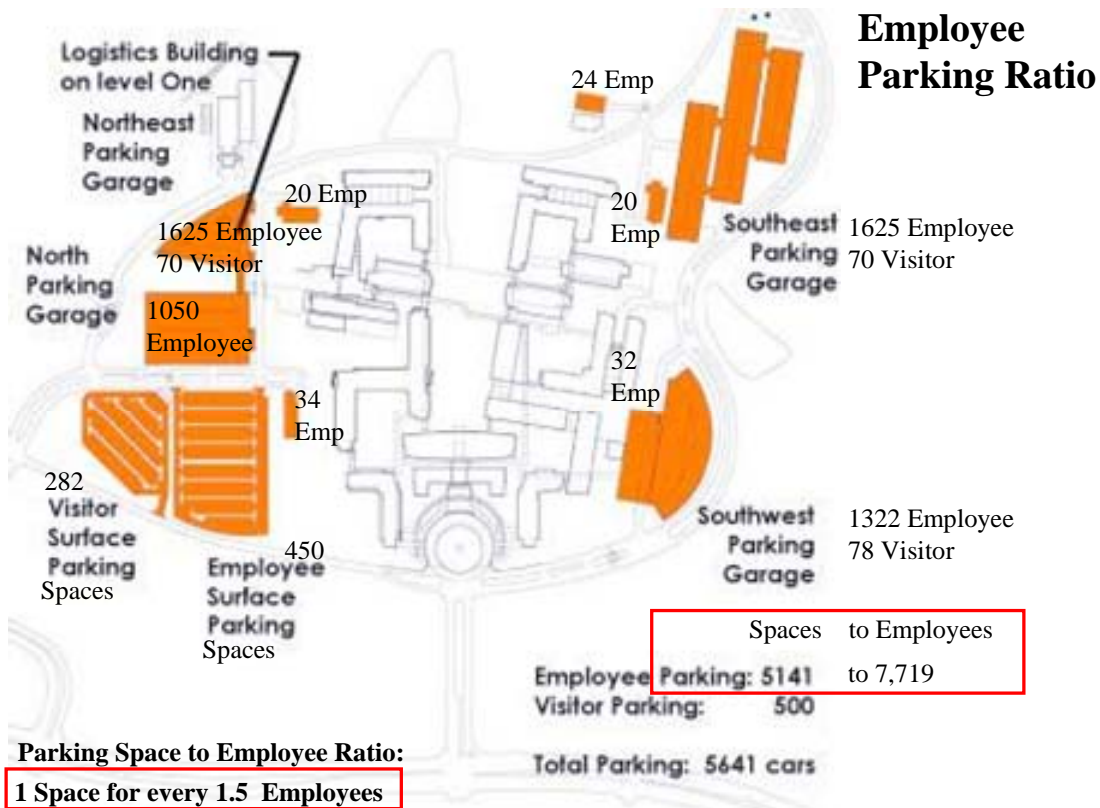 Employee
Parking Ratio
Logistics Building
on level One
24 Emp
Northeast
Parking
Garage
20 Emp
20
Emp
1625 Employee
70 Visitor
Southeast
Parking
Garage
1625 Employee
70 Visitor
North
Parking
Garage
1050
Employee
32
Emp
34
Emp
282
Visitor
Surface
Parking
Spaces
450
Employee
Surface
Parking
Spaces
Southwest
Parking
Garage
1322 Employee
78 Visitor
Spaces to Employees
Employee Parking: 5141 to 7,719
Visitor Parking: 500
Total Parking: 5641 cars
Parking Space to Employee Ratio:
1 Space for every 1.5 Employees